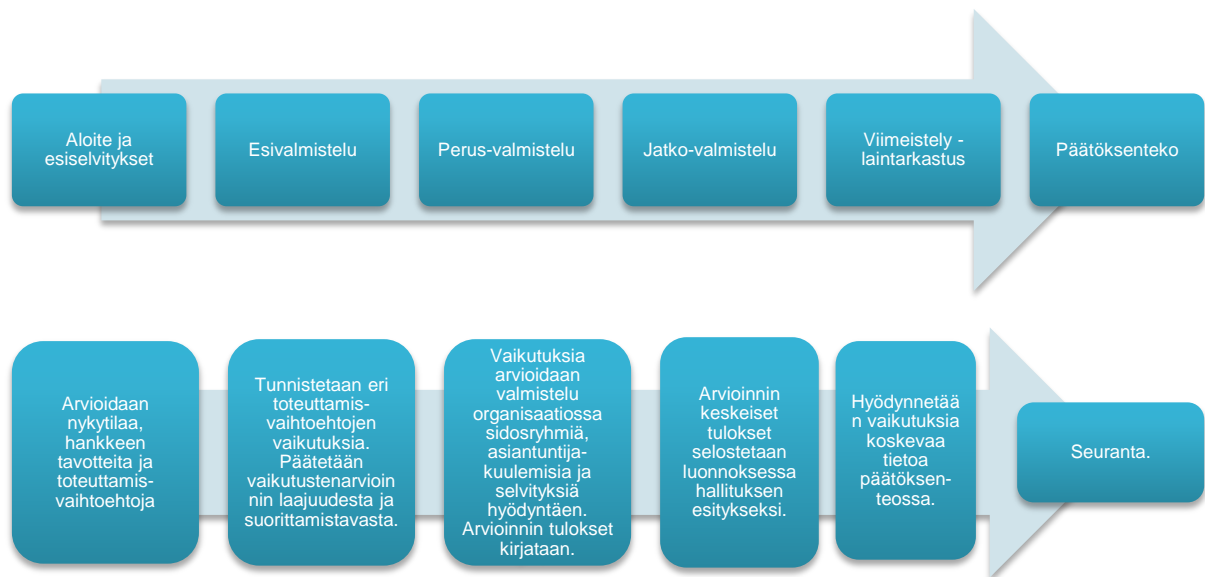 Aloite ja
esiselvitykset
Esivalmistelu
Perus-valmistelu
Jatko-valmistelu
Viimeistely -
laintarkastus
Päätöksenteko
Arvioidaan
nykytilaa,
hankkeen
tavotteita ja
toteuttamis-
vaihtoehtoja
Tunnistetaan eri
toteuttamis-
vaihtoehtojen
vaikutuksia.
Päätetään
vaikutustenarvioin
nin laajuudesta ja
suorittamistavasta.
Vaikutuksia
arvioidaan
valmistelu
organisaatiossa
sidosryhmiä,
asiantuntija-
kuulemisia ja
selvityksiä
hyödyntäen.
Arvioinnin tulokset
kirjataan.
Arvioinnin
keskeiset
tulokset
selostetaan
luonnoksessa
hallituksen
esitykseksi.
Hyödynnetää
n vaikutuksia
koskevaa
tietoa
päätöksen-
teossa.
Seuranta.